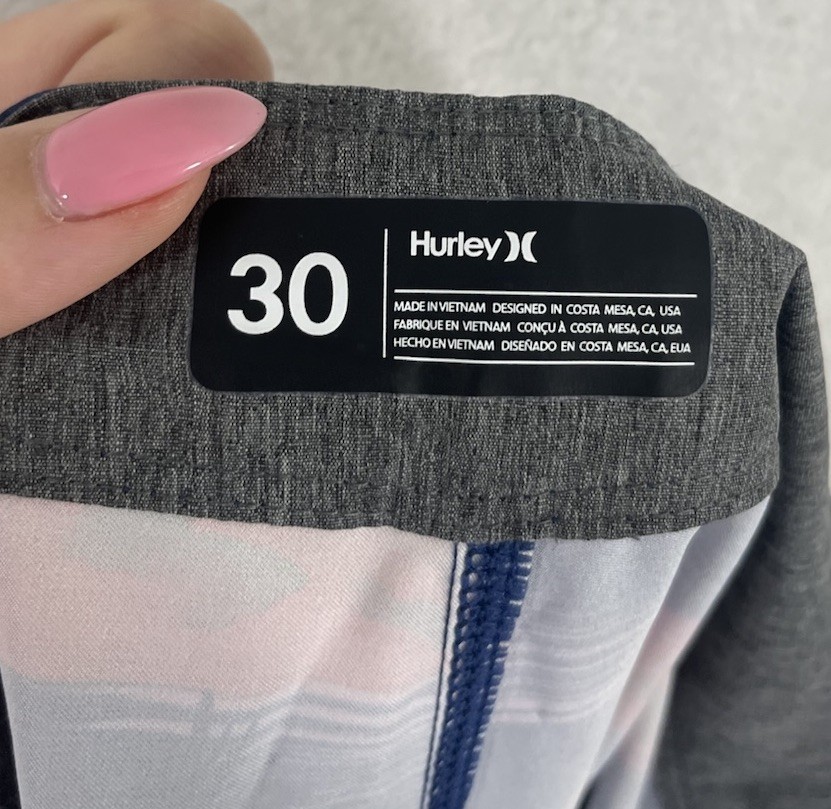 30
Hurley
MADE IN VIETNAM DESIGNED IN COSTA MESA, CA, USA
FABRIQUE EN VIETNAM CONÇU À COSTA MESA, CA, USA
HECHO EN VIETNAM DISEÑADO EN COSTA MESA, CA, EUA